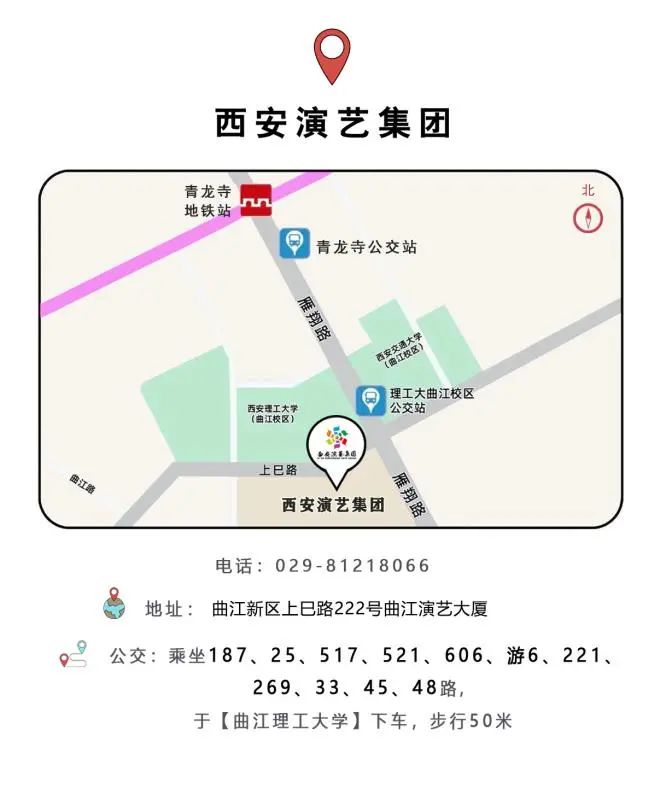 西安演艺集团
青龙寺
地铁站
北
青龙寺公交站
雁翔路
西安交通大学
（曲江校区）
理工大曲江校区
公交站
西安理工大学
（曲江校区）
西安演艺集团
上巳路
曲江路
雁翔路
西安演艺集团
电话：029-81218066
地址： 曲江新区上巳路222号曲江演艺大厦
公交：乘坐187、25、517、521、606、游6、221、
269、33、45、48路，
于【曲江理工大学】下车，步行50米